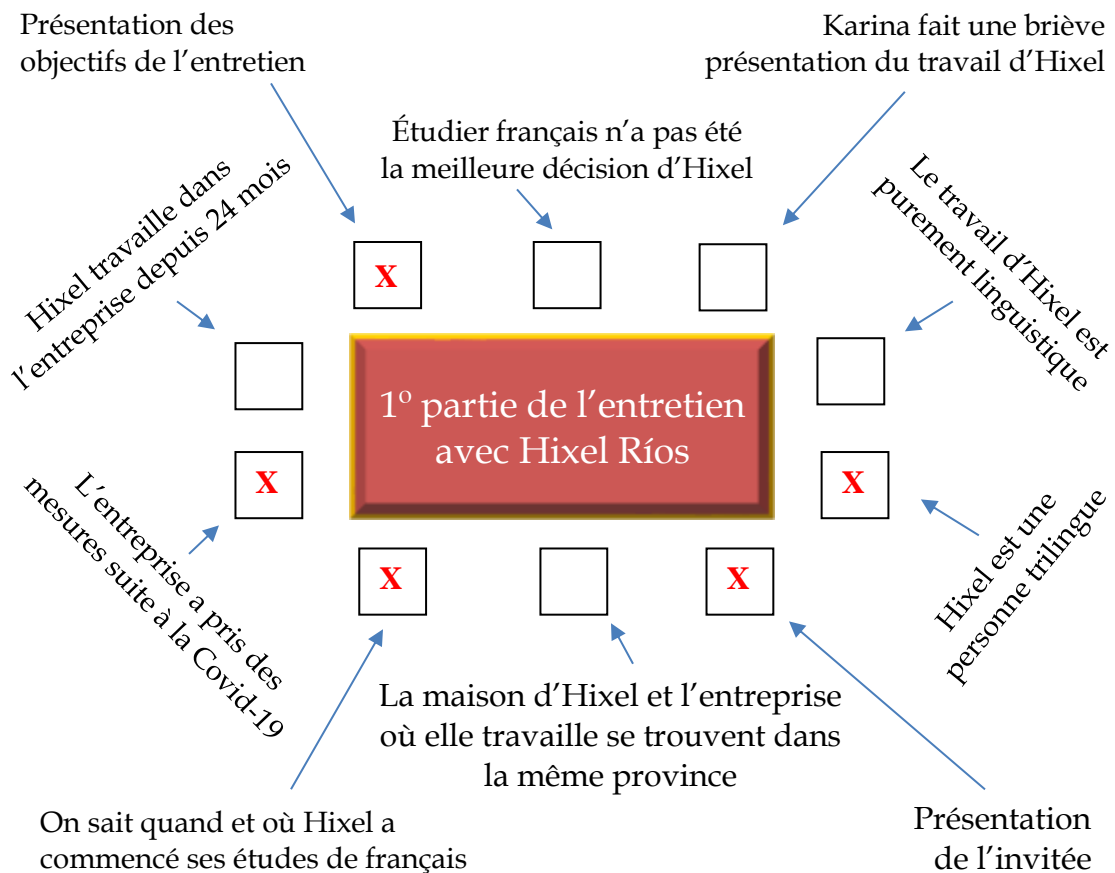 Présentation des
objectifs de l'entretien
Karina fait une briève
présentation du travail d'Hixel
Étudier français n'a pas été
la meilleure décision d'Hixel
Hixel travaille dans
l'entreprise depuis 24 mois
Le travail d'Hixel est
purement linguistique
X
1º partie de l'entretien
avec Hixel Ríos
X
X
L'entreprise a pris des
mesures suite à la Covid-19
Hixel est une
personne trilingue
X
X
La maison d'Hixel et l'entreprise
où elle travaille se trouvent dans
la même province
On sait quand et où Hixel a
commencé ses études de français
Présentation
de l'invitée